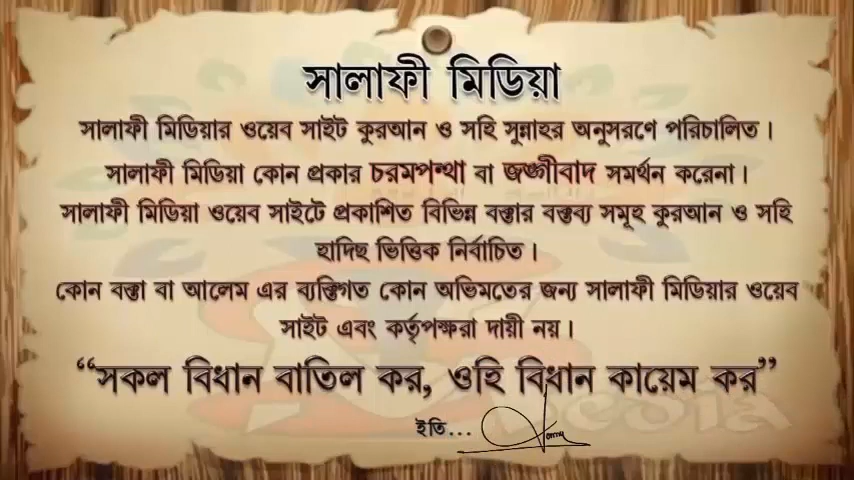 সালাফী মিডিয়া
সালাফী মিডিয়ার ওয়েব সাইট কুরআন ও সহি সুন্নাহর অনুসরণে পরিচালিত।
সালাফী মিডিয়া কোন প্রকার চরমপন্থা বা জঙ্গীবাদ সমর্থন করেনা।
সালাফী মিডিয়া ওয়েব সাইটে প্রকাশিত বিভিন্ন বক্তার বক্তব্য সমূহ কুরআন ও সহি
হাদিছ ভিত্তিক নির্বাচিত।
কোন বক্তা বা আলেম এর ব্যক্তিগত কোন অভিমতের জন্য সালাফী মিডিয়ার ওয়েব
সাইট এবং কর্তৃপক্ষরা দায়ী নয়।
“সকল বিধান বাতিল কর, ওহি বিধান কায়েম কর”
ইতি...